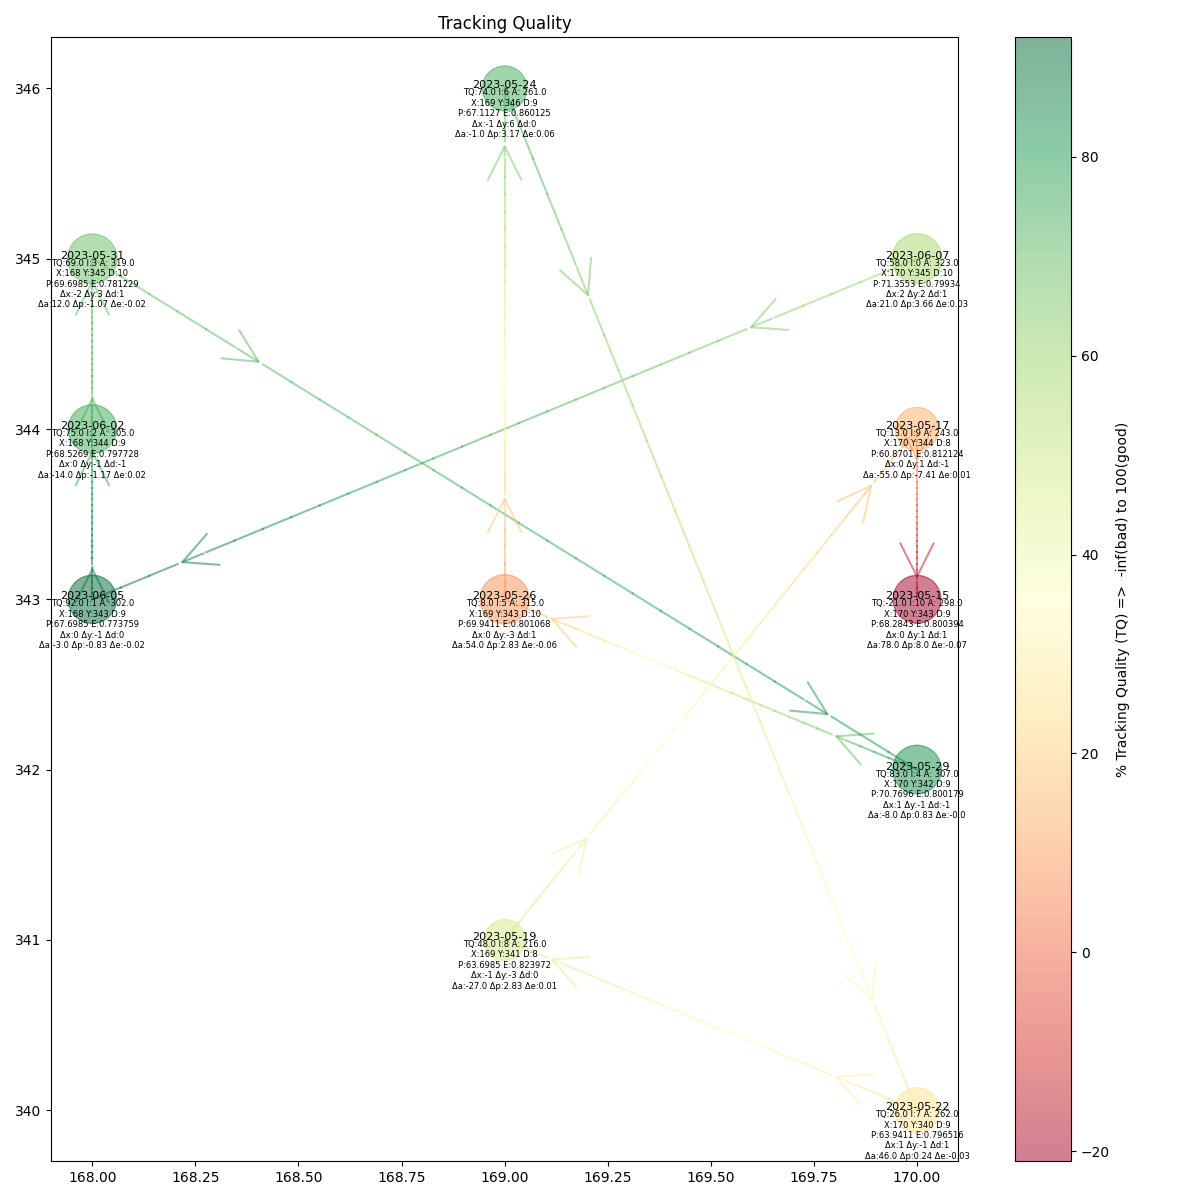 Tracking Quality
346
345
344
343
342
341
340
2023-05-24
TQ:74.0 I:6 A: 261.0
X:169 Y:346 D:9
P:67.1127 E:0.860125
Δx:-1 Δy:6 Δd:0
Δa:-1.0 Δp:3.17 Δe:0.06
2023-05-31
TQ:69.0 I:3 A: 319.0
X:168 Y:345 D:10
P:69.6985 E:0.781229
Δx:-2 Δy:3 Δd:1
Δa:12.0 Δp:-1.07 Δe:-0.02
2023-06-07
TQ:58.0 I:0 A: 323.0
X:170 Y:345 D:10
P:71.3553 E:0.79934
Δx:2 Δy:2 Δd:1
Δa:21.0 Δp:3.66 Δe:0.03
2023-06-02
TQ:75.0 I:2 A: 305.0
X:168 Y:344 D:9
P:68.5269 E:0.797728
Δx:0 Δy:-1 Δd:-1
Δa:-14.0 Δp:-1.17 Δe:0.02
2023-05-17
TQ:13.0 I:9 A: 243.0
X:170 Y:344 D:8
P:60.8701 E:0.812124
Δx:0 Δy:1 Δd:-1
Δa:-55.0 Δp:-7.41 Δe:0.01
2023-06-05
TQ:92.0 I:1 A: 302.0
X:168 Y:343 D:9
P:67.6985 E:0.773759
Δx:0 Δy:-1 Δd:0
Δa:-3.0 Δp:-0.83 Δe:-0.02
2023-05-26
TQ:8.0 I:5 A: 315.0
X:169 Y:343 D:10
P:69.9411 E:0.801068
Δx:0 Δy:-3 Δd:1
Δa:54.0 Δp:2.83 Δe:-0.06
2023-05-15
TQ:-21.0 I:10 A: 298.0
X:170 Y:343 D:9
P:68.2843 E:0.800394
Δx:0 Δy:1 Δd:1
Δa:78.0 Δp:8.0 Δe:-0.07
2023-05-29
TQ:83.0 I:4 A: 307.0
X:170 Y:342 D:9
P:70.7696 E:0.800179
Δx:1 Δy:-1 Δd:-1
Δa:-8.0 Δp:0.83 Δe:-0.0
2023-05-19
TQ:48.0 I:8 A: 216.0
X:169 Y:341 D:8
P:63.6985 E:0.823972
Δx:-1 Δy:-3 Δd:0
Δa:-27.0 Δp:2.83 Δe:0.01
2023-05-22
TQ:26.0 I:7 A: 262.0
X:170 Y:340 D:9
P:63.9411 E:0.796516
Δx:1 Δy:-1 Δd:1
Δa:46.0 Δp:0.24 Δe:-0.03
168.00 168.25 168.50 168.75 169.00 169.25 169.50 169.75 170.00
80
60
40
20
0
−20
% Tracking Quality (TQ) => -inf(bad) to 100(good)